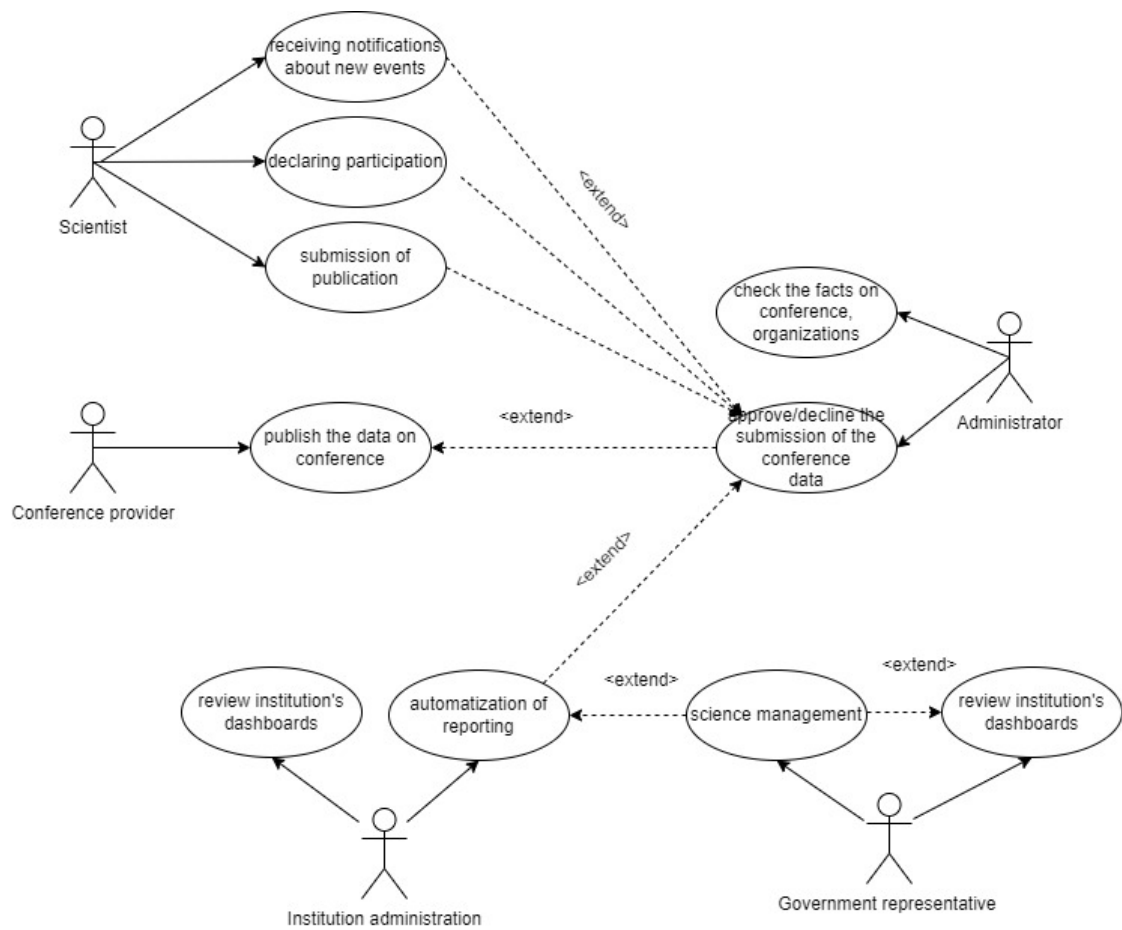 receiving notifications
about new events
declaring participation
<extend>
Scientist
submission of
publication
check the facts on
conference,
organizations
Administrator
<extend>
approve/decline the
submission of the
conference
data
publish the data on
conference
Conference provider
<extend>
<extend>
<extend>
review institution's
dashboards
automatization of
reporting
science management
review institution's
dashboards
Institution administration
Government representative